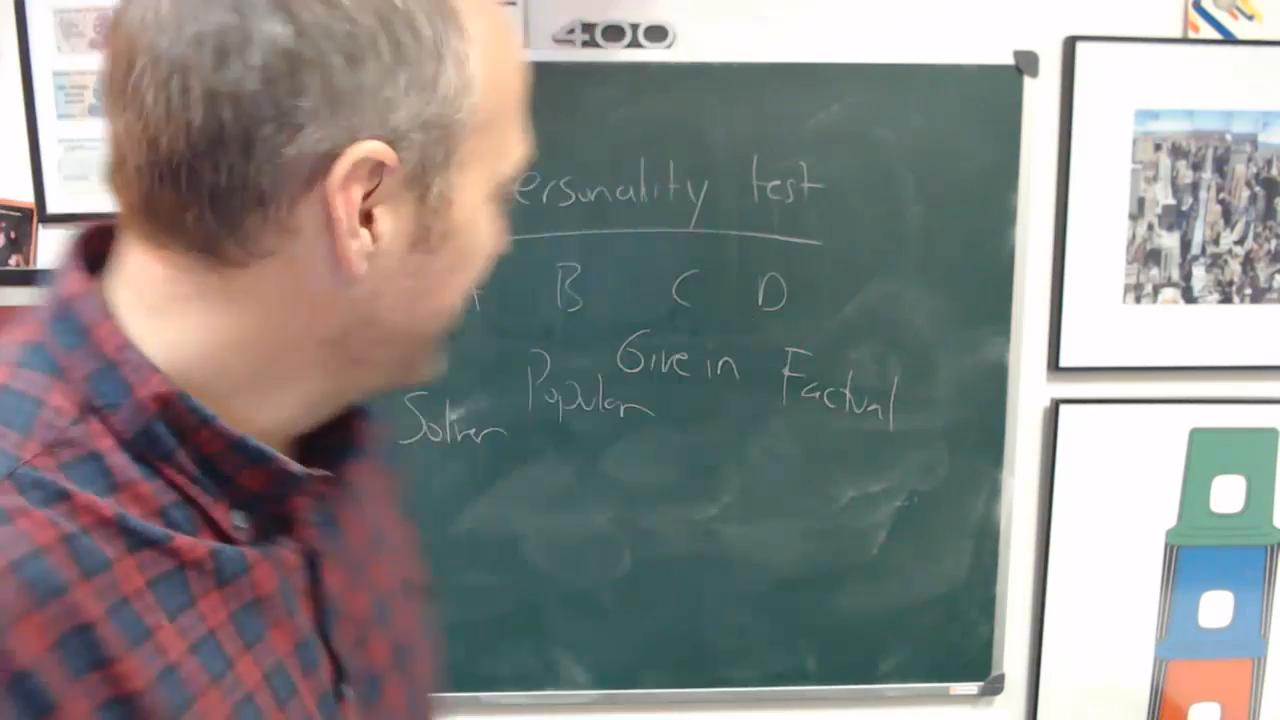 400
ersonality test
B C D
Give in
Popular Factual
Solver